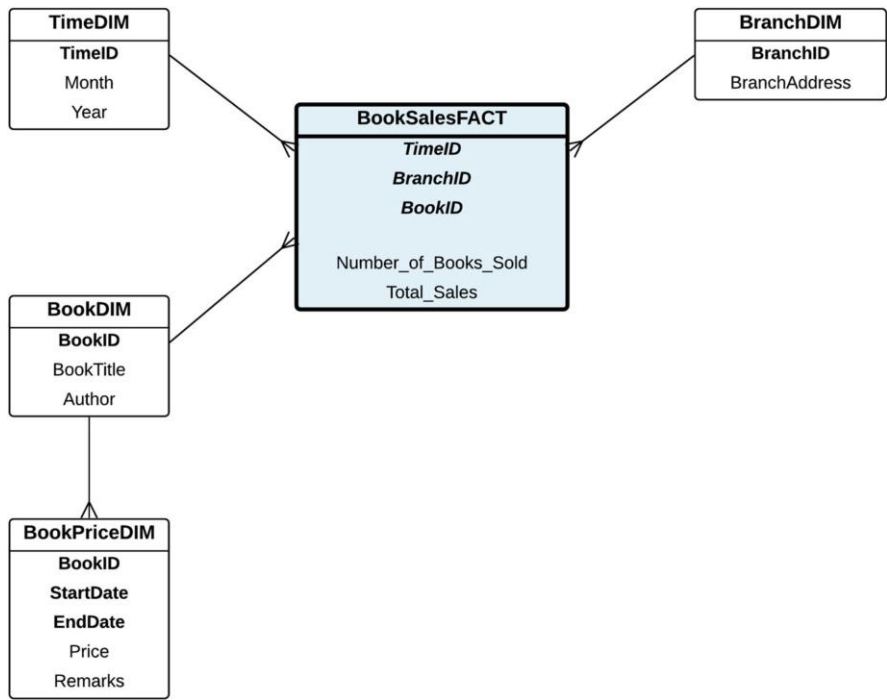 TimeDIM
TimeID
Month
Year
BranchDIM
BranchID
BranchAddress
BookSalesFACT
TimeID
BranchID
BookID
Number_of_Books_Sold
Total_Sales
BookDIM
BookID
BookTitle
Author
BookPriceDIM
BookID
StartDate
EndDate
Price
Remarks